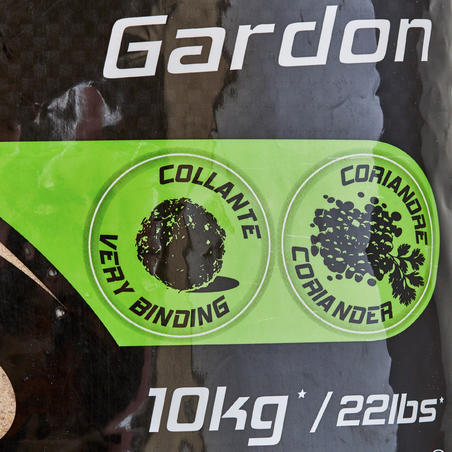 Gardon
COLLANTE
VERY BINDING
CORIANDRE
CORIANDER
10kg* / 22lbs*